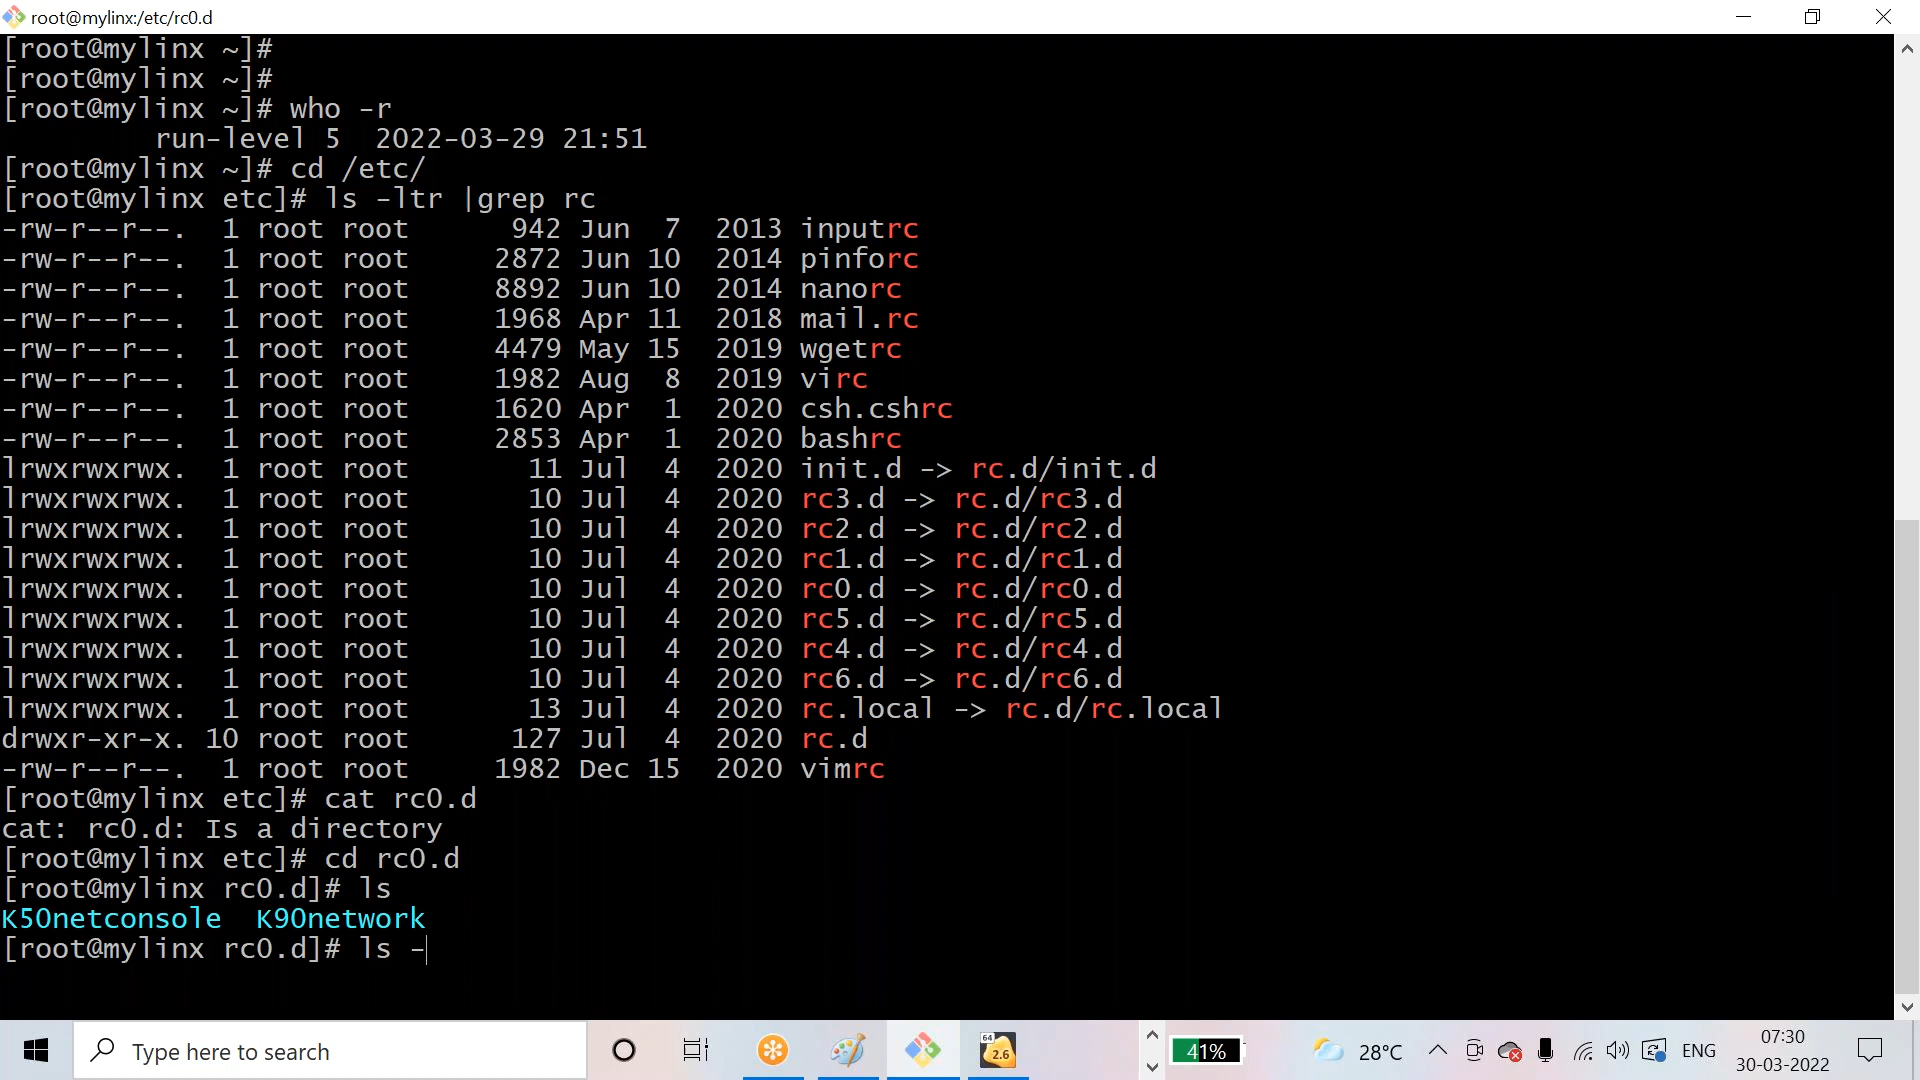 root@mylinx:/etc/rc0.d
[root@mylinx ~]#
[root@mylinx ~]#
[root@mylinx ~]# who -r
         run-level 5  2022-03-29 21:51
[root@mylinx ~]# cd /etc/
[root@mylinx etc]# ls -ltr |grep rc
-rw-r--r--.  1 root root      942 Jun  7  2013 inputrc
-rw-r--r--.  1 root root     2872 Jun 10  2014 pinforc
-rw-r--r--.  1 root root     8892 Jun 10  2014 nanorc
-rw-r--r--.  1 root root     1968 Apr 11  2018 mail.rc
-rw-r--r--.  1 root root     4479 May 15  2019 wgetrc
-rw-r--r--.  1 root root     1982 Aug  8  2019 virc
-rw-r--r--.  1 root root     1620 Apr  1  2020 csh.cshrc
-rw-r--r--.  1 root root     2853 Apr  1  2020 bashrc
lrwxrwxrwx.  1 root root       11 Jul  4  2020 init.d -> rc.d/init.d
lrwxrwxrwx.  1 root root       10 Jul  4  2020 rc3.d -> rc.d/rc3.d
lrwxrwxrwx.  1 root root       10 Jul  4  2020 rc2.d -> rc.d/rc2.d
lrwxrwxrwx.  1 root root       10 Jul  4  2020 rc1.d -> rc.d/rc1.d
lrwxrwxrwx.  1 root root       10 Jul  4  2020 rc0.d -> rc.d/rc0.d
lrwxrwxrwx.  1 root root       10 Jul  4  2020 rc5.d -> rc.d/rc5.d
lrwxrwxrwx.  1 root root       10 Jul  4  2020 rc4.d -> rc.d/rc4.d
lrwxrwxrwx.  1 root root       10 Jul  4  2020 rc6.d -> rc.d/rc6.d
lrwxrwxrwx.  1 root root       13 Jul  4  2020 rc.local -> rc.d/rc.local
drwxr-xr-x. 10 root root      127 Jul  4  2020 rc.d
-rw-r--r--.  1 root root     1982 Dec 15  2020 vimrc
[root@mylinx etc]# cat rc0.d
cat: rc0.d: Is a directory
[root@mylinx etc]# cd rc0.d
[root@mylinx rc0.d]# ls
K50netconsole  K90network
[root@mylinx rc0.d]# ls -
Type here to search
64
2.6
41%
28°C
ENG
07:30
30-03-2022